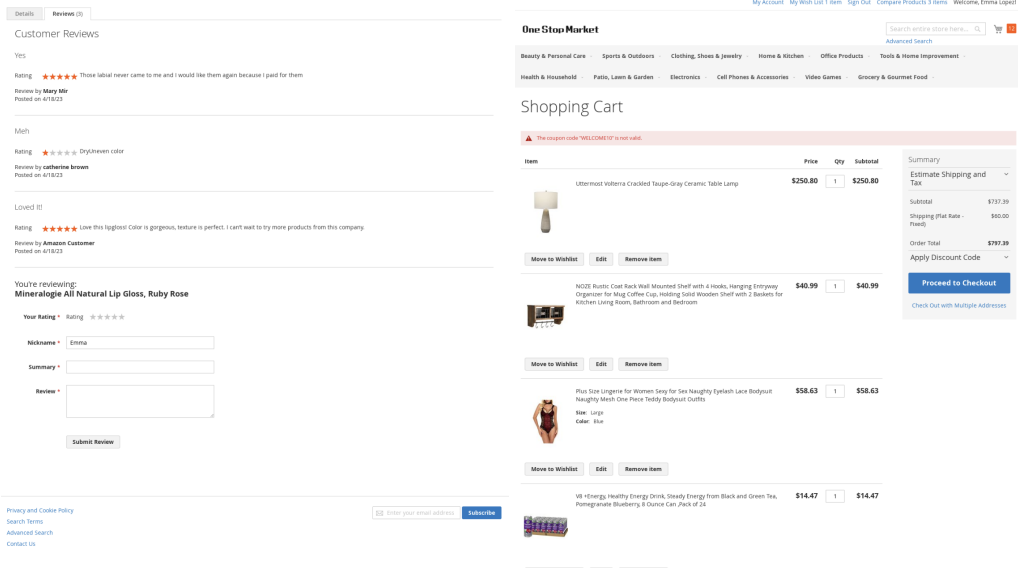 Details
Reviews (3)
Customer Reviews
Yes
Rating
Those labial never came to me and I would like them again because I paid for them
Review by Mary Mir
Posted on 4/18/23
Meh
Rating
DryUneven color
Review by catherine brown
Posted on 4/18/23
Loved it!
Rating
Love this lipgloss! Color is gorgeous, texture is perfect. I can't wait to try more products from this company.
Review by Amazon Customer
Posted on 4/18/23
You're reviewing:
Mineralogie All Natural Lip Gloss, Ruby Rose
Your Rating * Rating
Nickname * Emma
Summary *
Review *
Submit Review
Privacy and Cookie Policy
Search Terms
Advanced Search
Contact Us
Enter your email address
Subscribe
My Account My Wish List 1 item Sign Out Compare Products 3 items Welcome, Emma Lopez!
One Stop Market
Search entire store here...
12
Advanced Search
Beauty & Personal Care Sports & Outdoors Clothing, Shoes & Jewelry Home & Kitchen Office Products Tools & Home Improvement
Health & Household Patio, Lawn & Garden Electronics Cell Phones & Accessories Video Games Grocery & Gourmet Food
Shopping Cart
The coupon code "WELCOME10" is not valid.
Item Price Qty Subtotal
Uttermost Volterra Crackled Taupe-Gray Ceramic Table Lamp $250.80 1 $250.80
Move to Wishlist Edit Remove item
NOZE Rustic Coat Rack Wall Mounted Shelf with 4 Hooks, Hanging Entryway $40.99 1 $40.99
Organizer for Mug Coffee Cup, Holding Solid Wooden Shelf with 2 Baskets for
Kitchen Living Room, Bathroom and Bedroom
Move to Wishlist Edit Remove item
Plus Size Lingerie for Women Sexy for Sex Naughty Eyelash Lace Bodysuit $58.63 1 $58.63
Naughty Mesh One Piece Teddy Bodysuit Outfits
Size: Large
Color: Blue
Move to Wishlist Edit Remove item
V8 +Energy, Healthy Energy Drink, Steady Energy from Black and Green Tea, $14.47 1 $14.47
Pomegranate Blueberry, 8 Ounce Can ,Pack of 24
Summary
Estimate Shipping and
Tax
Subtotal $737.39
Shipping (Flat Rate - $60.00
Fixed)
Order Total $797.39
Apply Discount Code
Proceed to Checkout
Check Out with Multiple Addresses